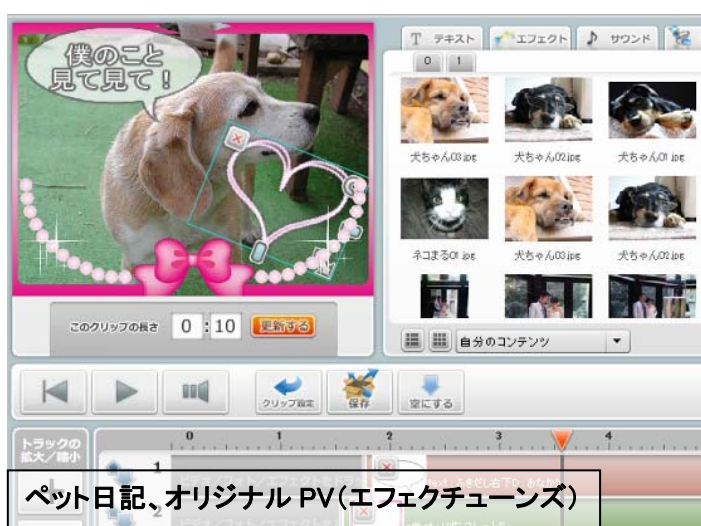 僕のこと
見て見て！
T テキスト
エフェクト
サウンド
0 1
犬ちゃん03.jpg
犬ちゃん02.jpg
犬ちゃん01.jpg
ネコまる01.jpg
犬ちゃん03.jpg
犬ちゃん02.jpg
このクリップの長さ 0 : 10 更新する
自分のコンテンツ
クリップ設定
保存
空にする
トラックの
拡大／縮小
0 1 2 3 4
1
2
ペット日記、オリジナル PV（エフェクチューンズ）